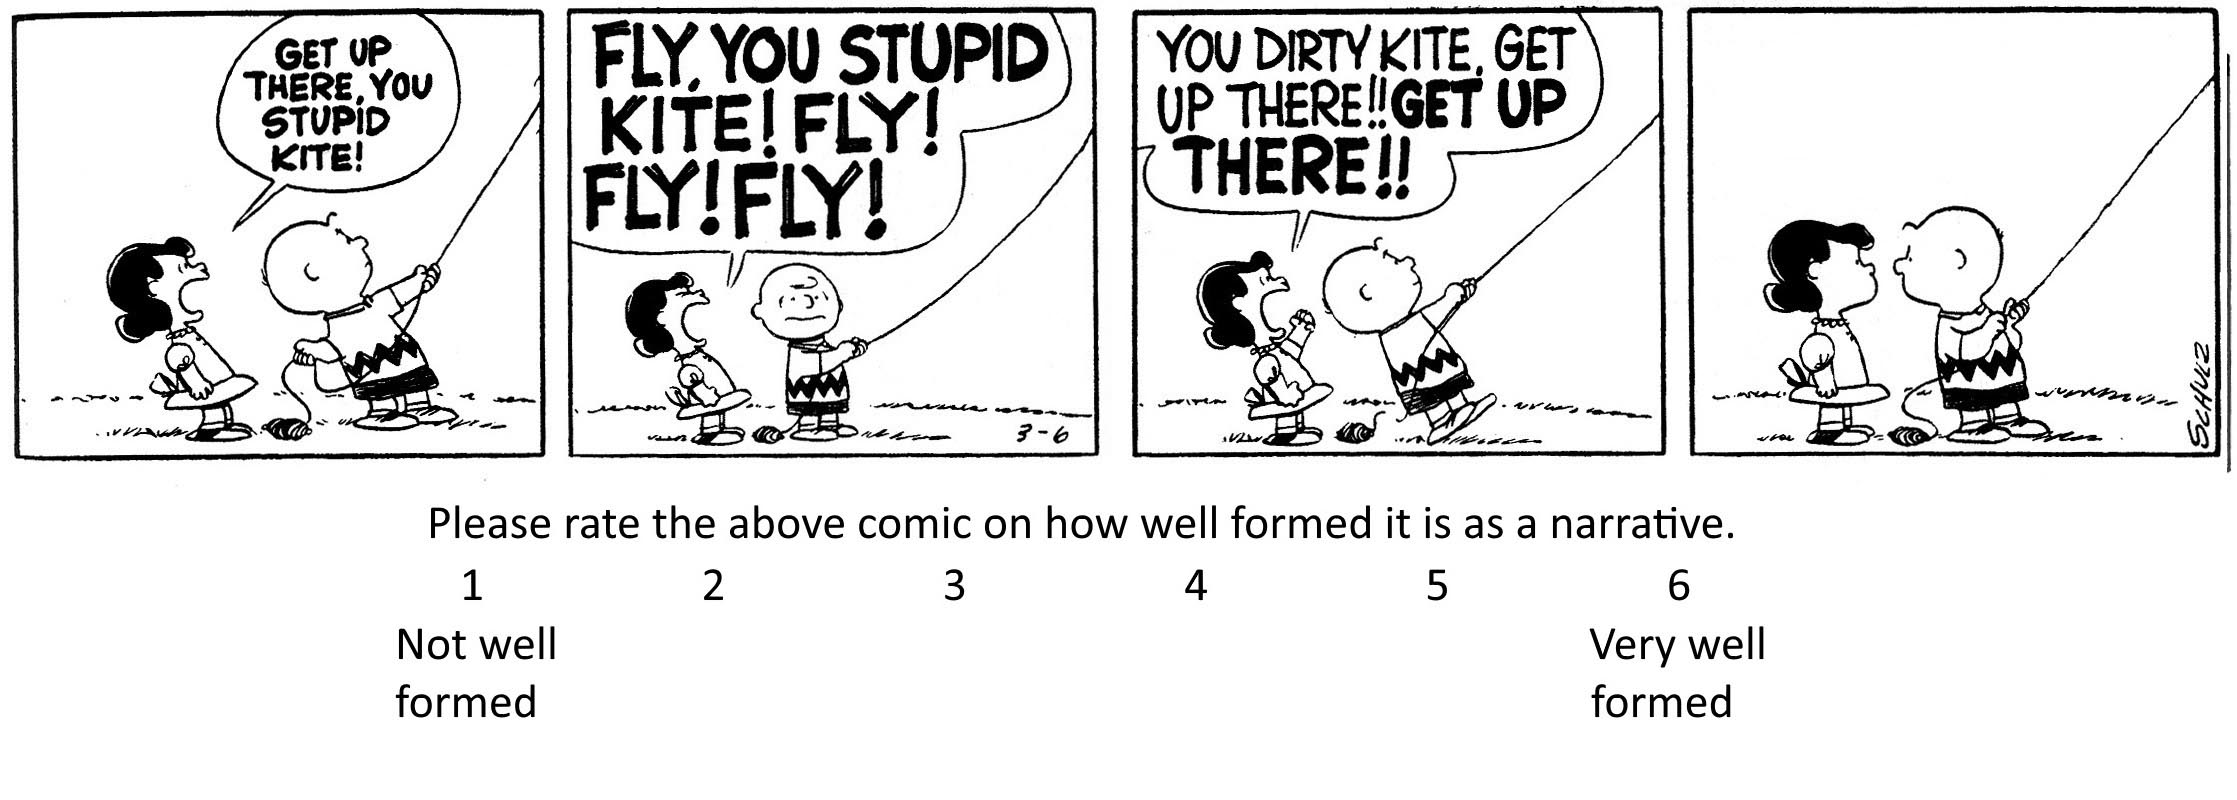 GET UP
THERE, YOU
STUPID
KITE!
FLY, YOU STUPID
KITE! FLY!
FLY! FLY!
3-6
YOU DIRTY KITE, GET
UP THERE!! GET UP
THERE!!
SCHULZ
Please rate the above comic on how well formed it is as a narrative.
1 2 3 4 5 6
Not well Very well
formed formed